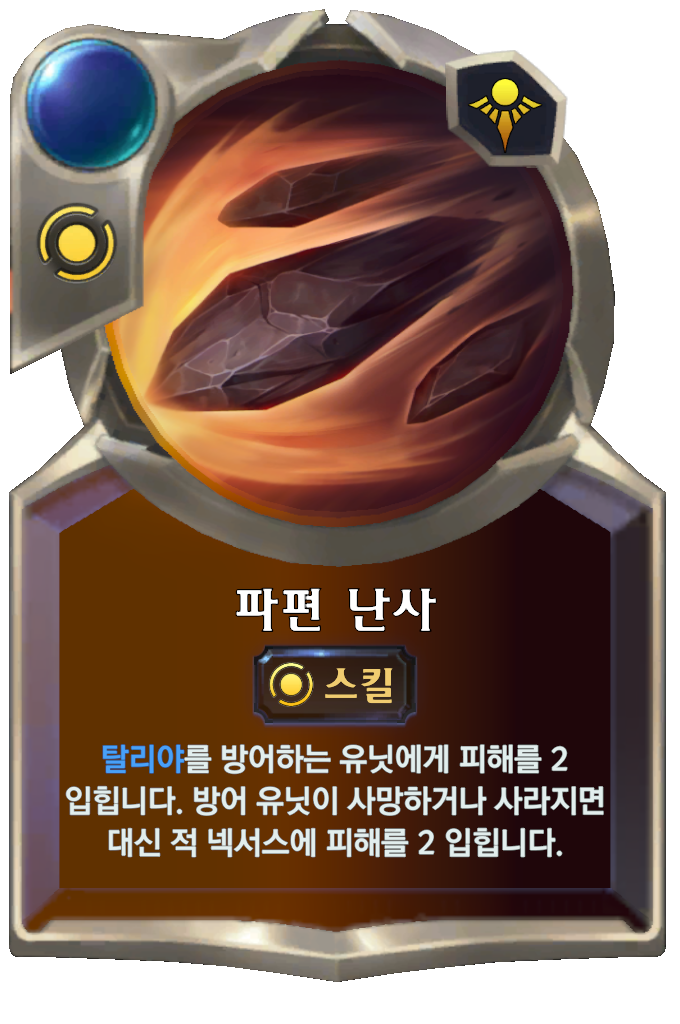 파편 난사
스킬
탈리야를 방어하는 유닛에게 피해를 2
입힙니다. 방어 유닛이 사망하거나 사라지면
대신 적 넥서스에 피해를 2 입힙니다.